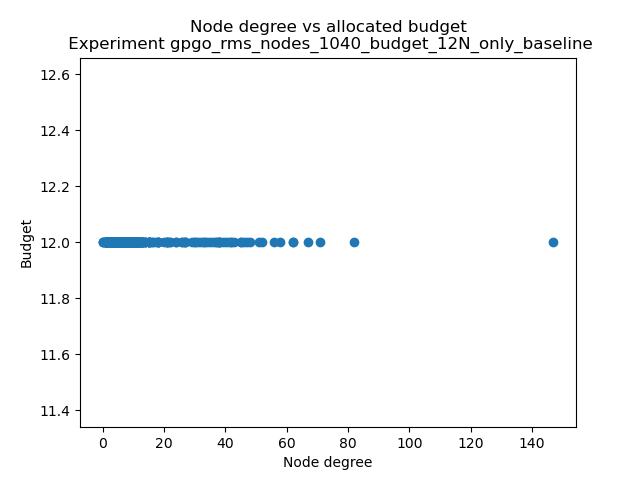 Node degree vs allocated budget
Experiment gpgo_rms_nodes_1040_budget_12N_only_baseline
12.6
12.4
12.2
12.0
11.8
11.6
11.4
Budget
0 20 40 60 80 100 120 140
Node degree